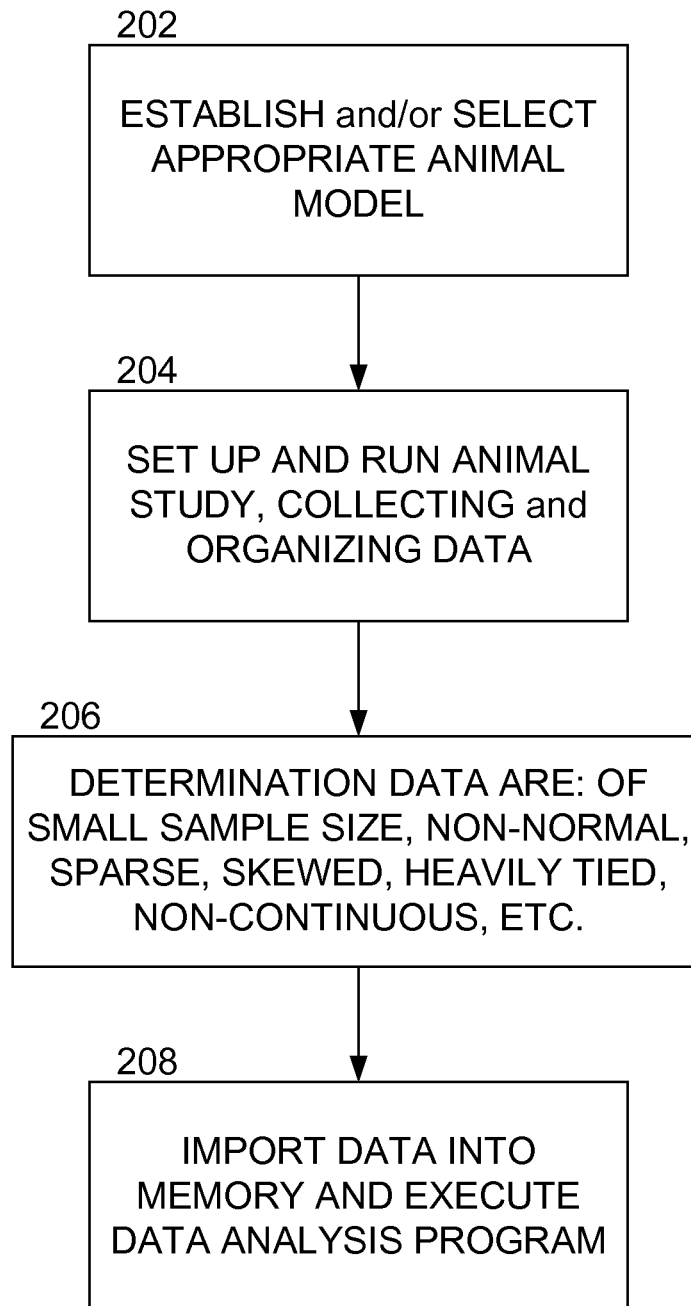 202
ESTABLISH and/or SELECT
APPROPRIATE ANIMAL
MODEL
204
SET UP AND RUN ANIMAL
STUDY, COLLECTING and
ORGANIZING DATA
206
DETERMINATION DATA ARE: OF
SMALL SAMPLE SIZE, NON-NORMAL,
SPARSE, SKEWED, HEAVILY TIED,
NON-CONTINUOUS, ETC.
208
IMPORT DATA INTO
MEMORY AND EXECUTE
DATA ANALYSIS PROGRAM